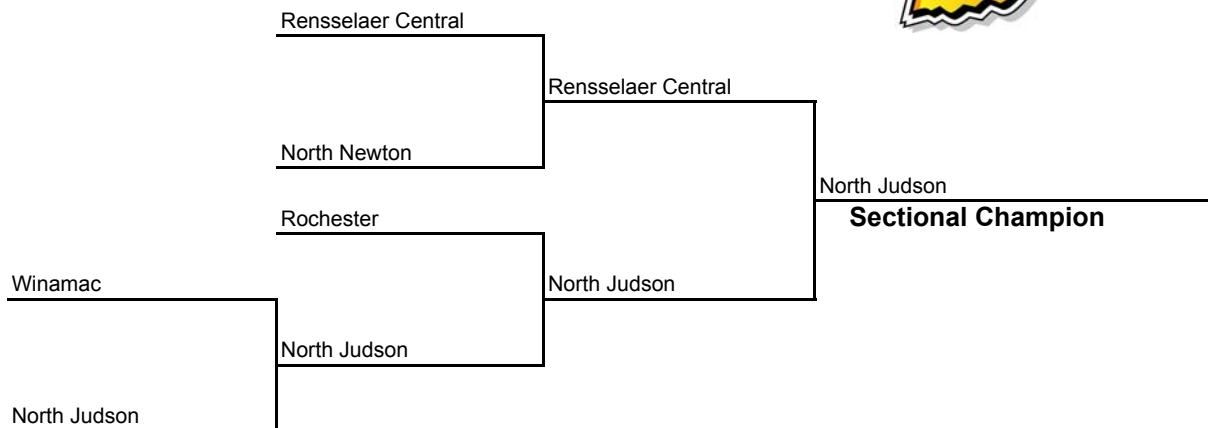 Rensselaer Central
Rensselaer Central
North Newton
North Judson
Sectional Champion
Rochester
Winamac
North Judson
North Judson
North Judson